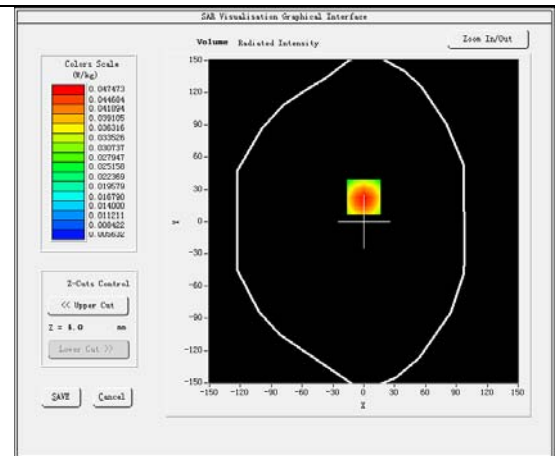 SAR Visualisation Graphical Interface
Volume Radiated Intensity
Zoom In/Out
Colors Scale
(W/kg)
0.047473
0.044684
0.041894
0.039105
0.036316
0.033526
0.030737
0.027947
0.025158
0.022369
0.019579
0.016790
0.014000
0.011211
0.008422
0.005632
Z-Cuts Control
<< Upper Cut
Z = 4.0 mm
Lower Cut >>
SAVE
Cancel
150
120
90
60
30
0
-30
-60
-90
-120
-150
Y
-150 -120 -90 -60 -30 0 30 60 90 120 150
X